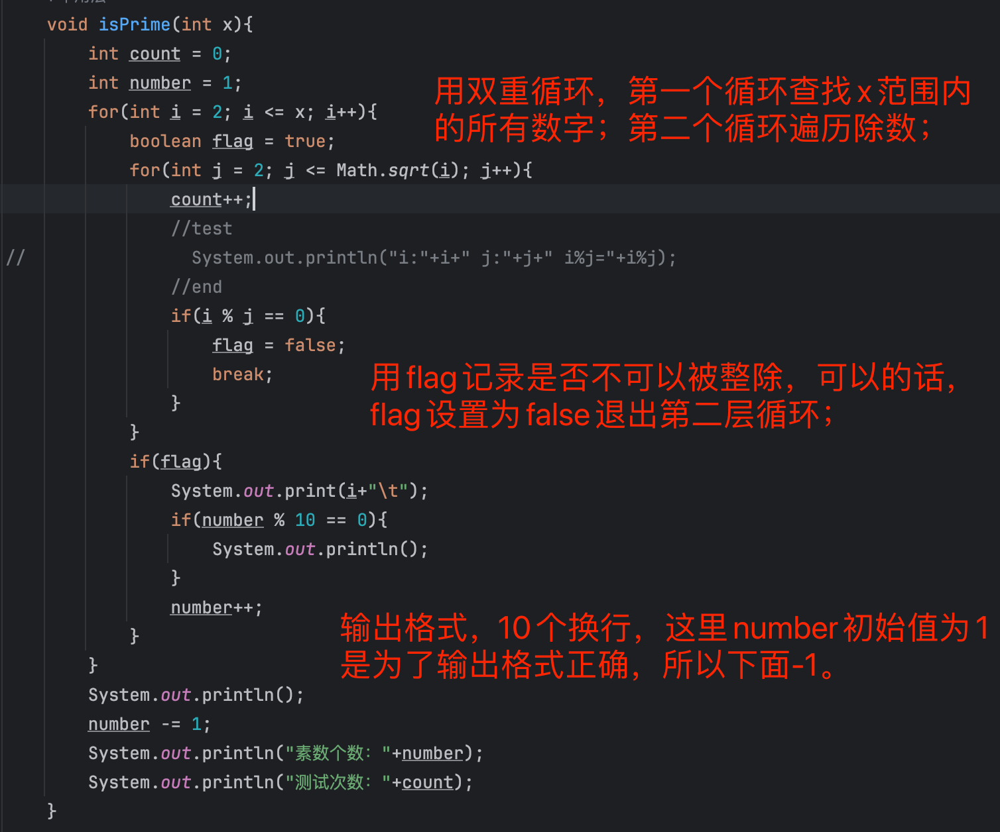 void isPrime(int x){
int count = 0;
int number = 1;
用双重循环，第一个循环查找x范围内
for(int i = 2; i <= x; i++){
的所有数字；第二个循环遍历除数；
boolean flag = true;
for(int j = 2; j <= Math.sqrt(i); j++){
count++;
//test
// System.out.println("i:"+i+" j:"+j+" i%j="+i%j);
//end
if(i % j == 0){
flag = false;
break;
用flag记录是否不可以被整除，可以的话，
}
flag设置为false退出第二层循环；
}
if(flag){
System.out.print(i+"\t");
if(number % 10 == 0){
System.out.println();
}
number++;
输出格式，10个换行，这里number初始值为1
}
是为了输出格式正确，所以下面-1。
}
System.out.println();
number -= 1;
System.out.println("素数个数："+number);
System.out.println("测试次数："+count);
}